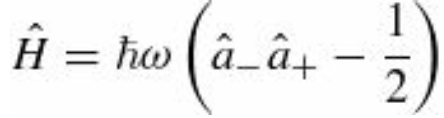 Ĥ = ħω (â₋â₊ − 1/2)